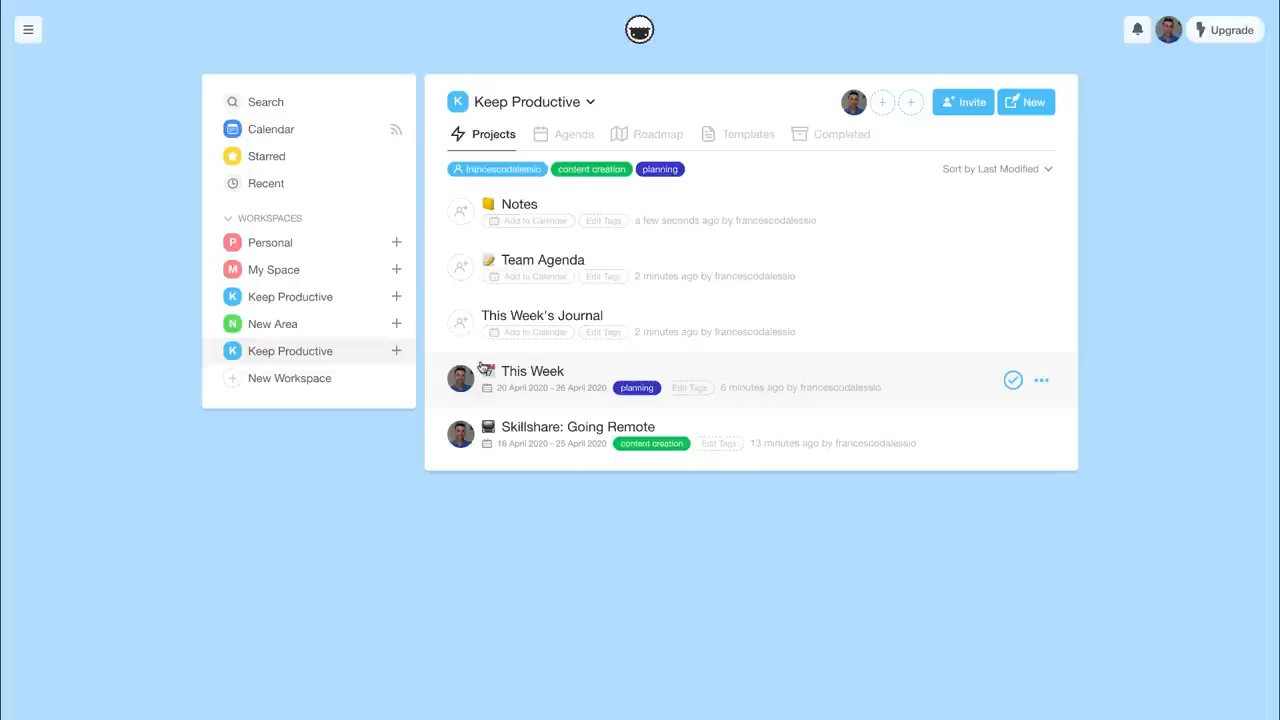 Upgrade
Search
Calendar
Starred
Recent
WORKSPACES
P Personal
M My Space
K Keep Productive
N New Area
K Keep Productive
New Workspace
K Keep Productive
Invite
New
Projects
Agenda
Roadmap
Templates
Completed
francescodalessio content creation planning
Sort by Last Modified
Notes
Add to Calendar Edit Tags a few seconds ago by francescodalessio
Team Agenda
Add to Calendar Edit Tags 2 minutes ago by francescodalessio
This Week's Journal
Add to Calendar Edit Tags 2 minutes ago by francescodalessio
This Week
20 April 2020 - 26 April 2020 planning Edit Tags 6 minutes ago by francescodalessio
Skillshare: Going Remote
16 April 2020 - 25 April 2020 content creation Edit Tags 13 minutes ago by francescodalessio